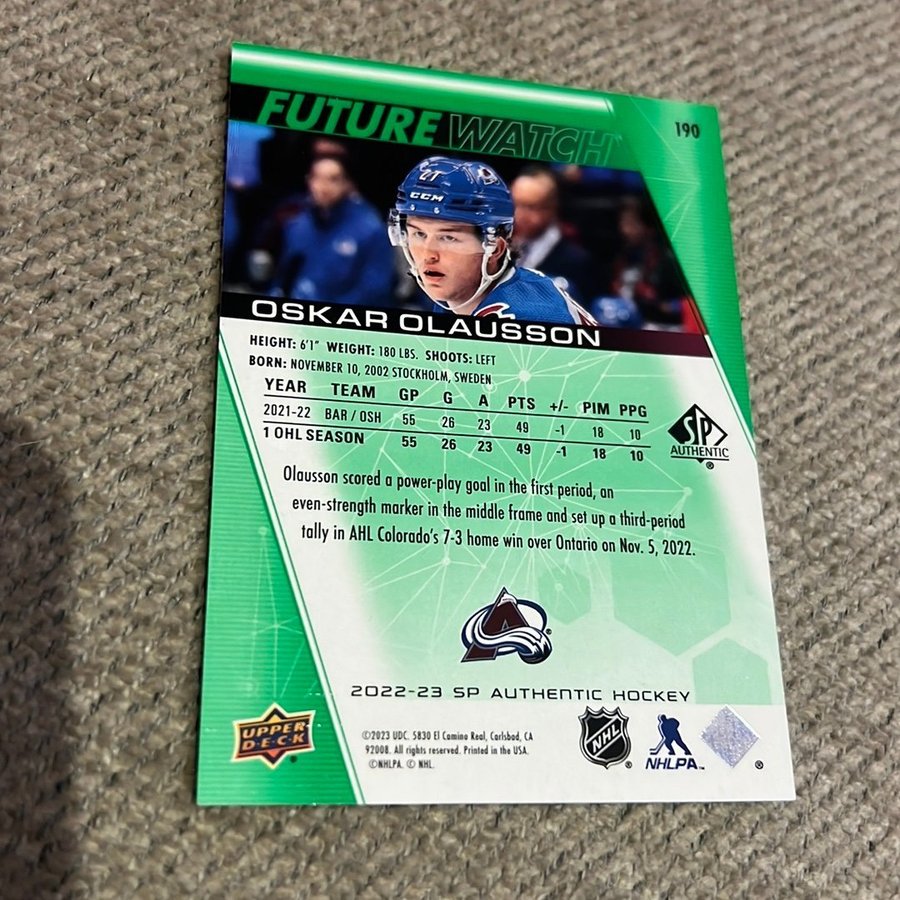 FUTURE WATCH
190
21
CCM
OSKAR OLAUSSON
HEIGHT: 6'1" WEIGHT: 180 LBS. SHOOTS: LEFT
BORN: NOVEMBER 10, 2002 STOCKHOLM, SWEDEN
YEAR TEAM GP G A PTS +/- PIM PPG
2021-22 BAR / OSH 55 26 23 49 -1 18 10
1 OHL SEASON 55 26 23 49 -1 18 10
SP
AUTHENTIC
®
Olausson scored a power-play goal in the first period, an
even-strength marker in the middle frame and set up a third-period
tally in AHL Colorado's 7-3 home win over Ontario on Nov. 5, 2022.
A
®
2022-23 SP AUTHENTIC HOCKEY
UPPER
DECK
©2023 UDC. 5830 El Camino Real, Carlsbad, CA
92008. All rights reserved. Printed in the USA.
©NHLPA. © NHL.
NHL
®
NHLPA™
®